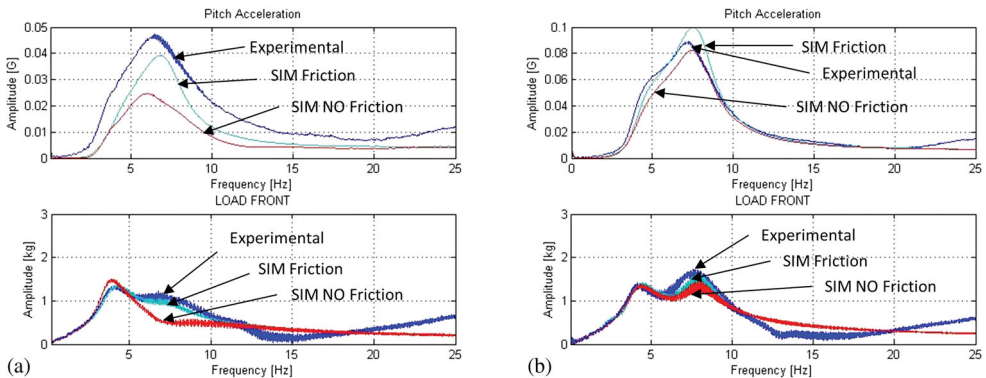 Pitch Acceleration
0.05
0.04
0.03
0.02
0.01
0
Amplitude [G]
Experimental
SIM Friction
SIM NO Friction
5
10
15
20
25
Frequency [Hz]
LOAD FRONT
3
2
1
0
Amplitude [kg]
Experimental
SIM Friction
SIM NO Friction
0
5
10
15
20
25
Frequency [Hz]
(a)
Pitch Acceleration
0.1
0.08
0.06
0.04
0.02
0
Amplitude [G]
SIM Friction
Experimental
SIM NO Friction
0
5
10
15
20
25
Frequency [Hz]
LOAD FRONT
3
2
1
0
Amplitude [kg]
Experimental
SIM Friction
SIM NO Friction
0
5
10
15
20
25
Frequency [Hz]
(b)